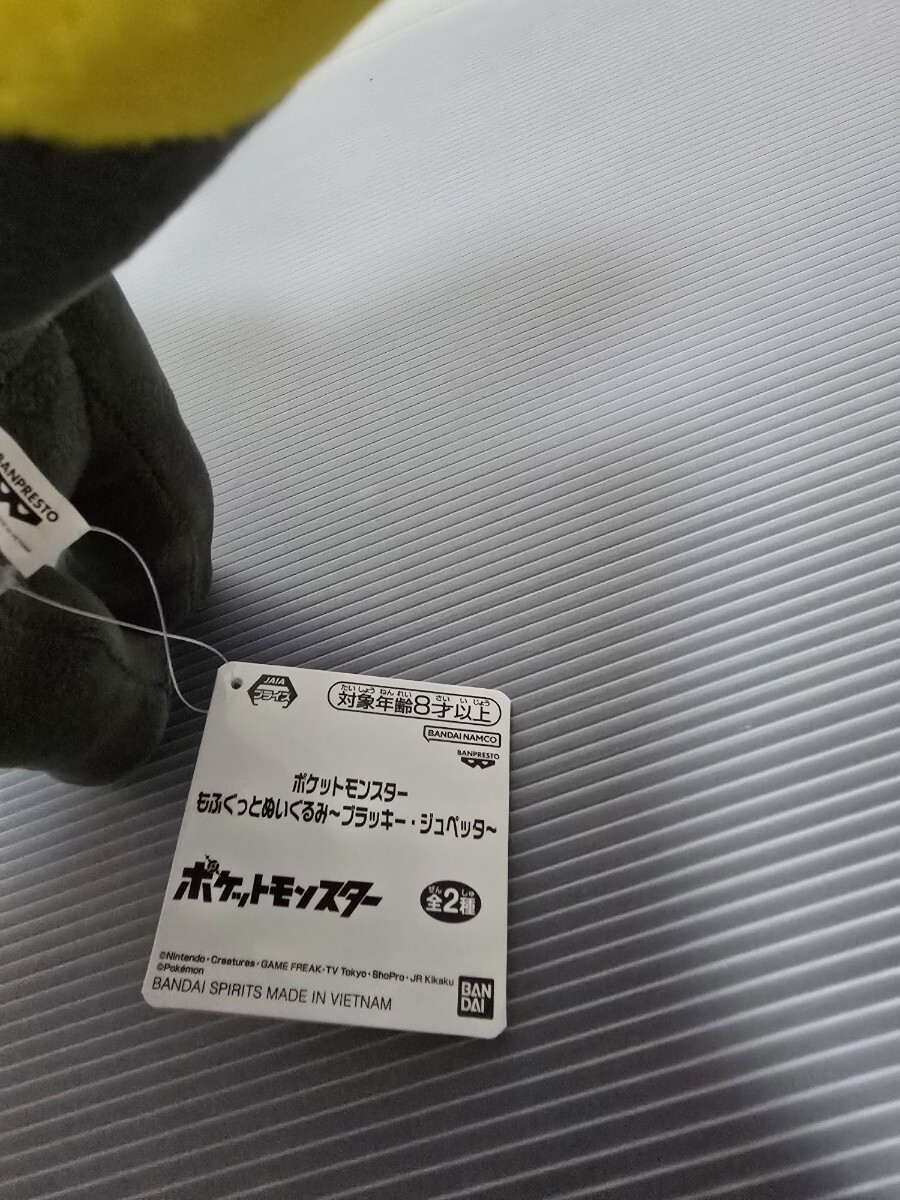 BANPRESTO
JAIA
プライズ
たいしょうねんれい さいいじょう
対象年齢8才以上
BANDAI NAMCO
BANPRESTO
ポケットモンスター
もふぐっとぬいぐるみ～ブラッキー・ジュペッタ～
ポケットモンスター
ぜん しゅ
全2種
©Nintendo・Creatures・GAME FREAK・TV Tokyo・ShoPro・JR Kikaku
©Pokémon
BANDAI SPIRITS MADE IN VIETNAM
BAN
DAI